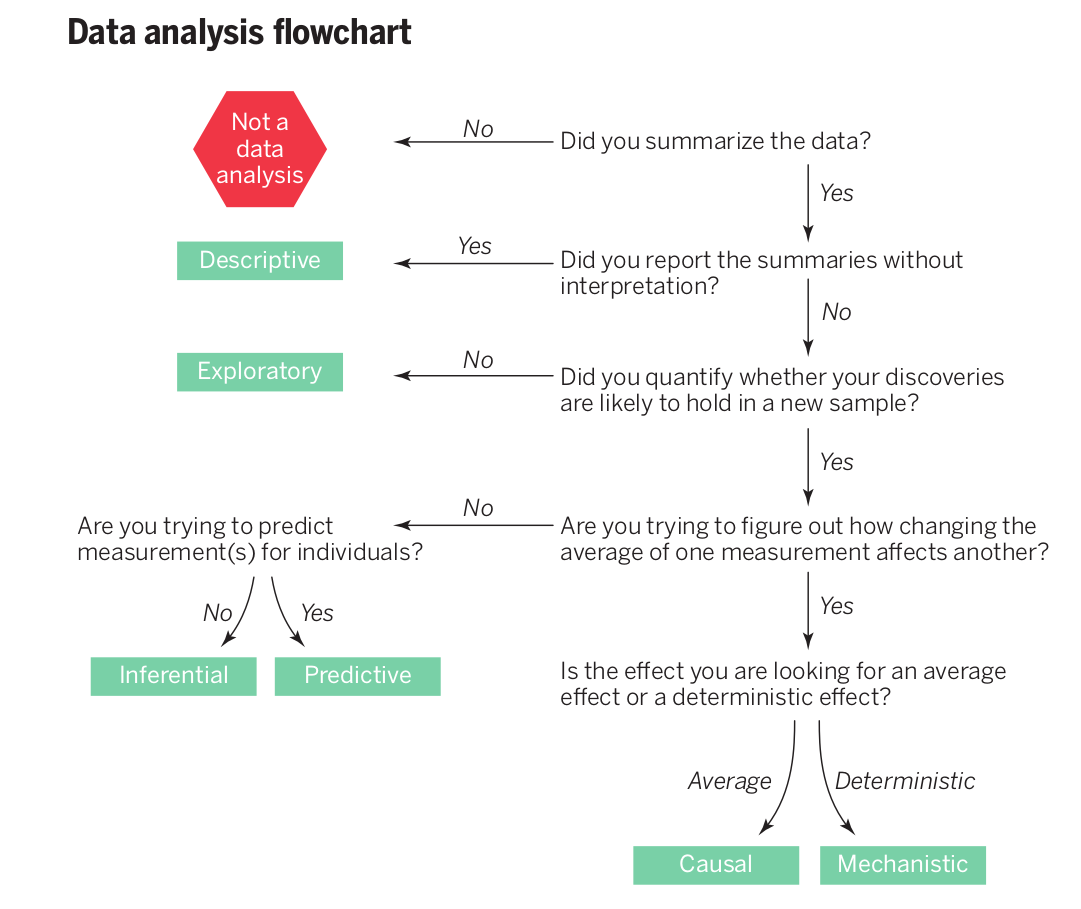 Data analysis flowchart
Not a
data
analysis
No
Did you summarize the data?
Yes
Descriptive
Yes
Did you report the summaries without
interpretation?
No
Exploratory
No
Did you quantify whether your discoveries
are likely to hold in a new sample?
Yes
Are you trying to predict
measurement(s) for individuals?
No
Are you trying to figure out how changing the
average of one measurement affects another?
No
Yes
Yes
Inferential
Predictive
Is the effect you are looking for an average
effect or a deterministic effect?
Average
Deterministic
Causal
Mechanistic